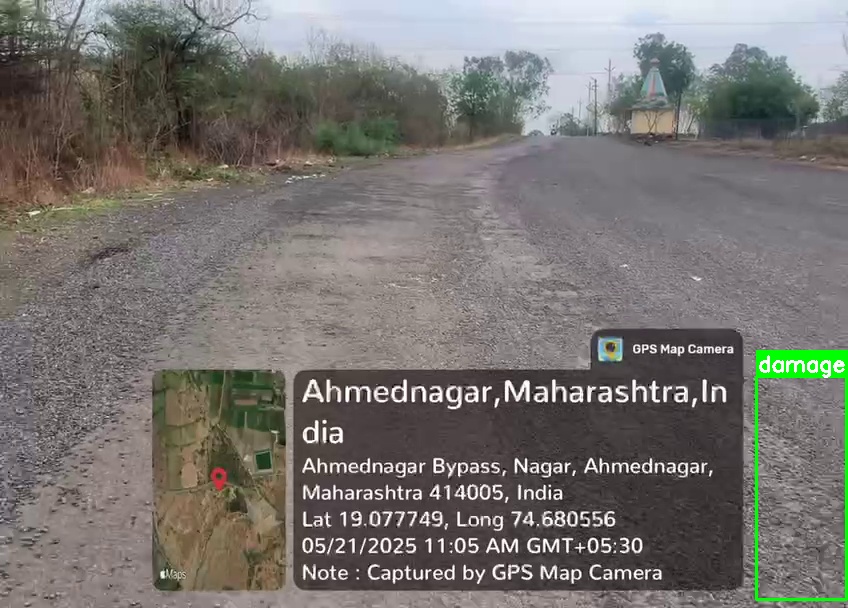 damage
GPS Map Camera
Ahmednagar,Maharashtra,In
dia
Ahmednagar Bypass, Nagar, Ahmednagar,
Maharashtra 414005, India
Lat 19.077749, Long 74.680556
05/21/2025 11:05 AM GMT+05:30
Note : Captured by GPS Map Camera
Maps